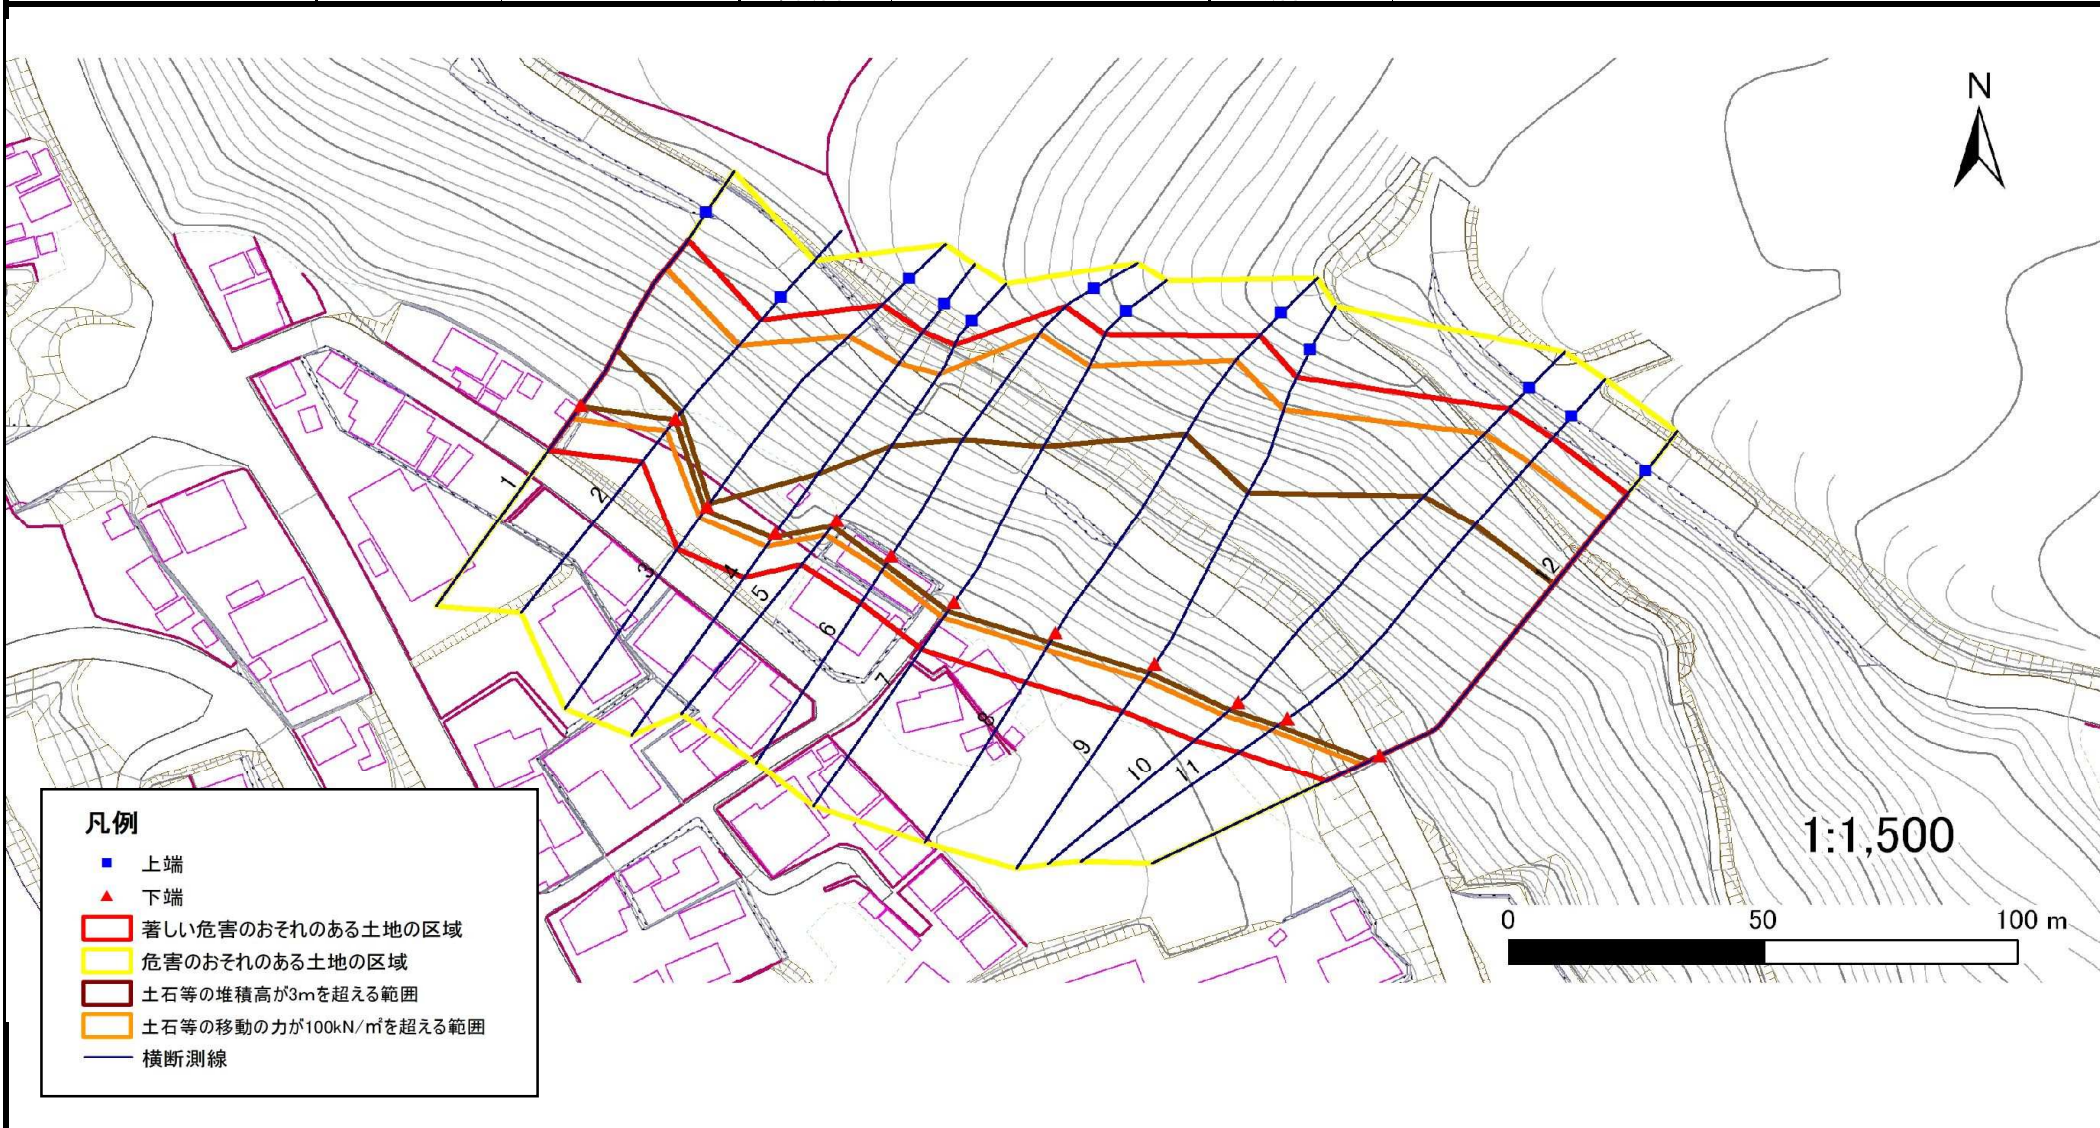 N
1
2
3
4
5
6
7
8
9
10
11
12
1:1,500
0 50 100 m
凡例
上端
下端
著しい危害のおそれのある土地の区域
危害のおそれのある土地の区域
土石等の堆積高が3mを超える範囲
土石等の移動の力が100kN/㎡を超える範囲
横断測線